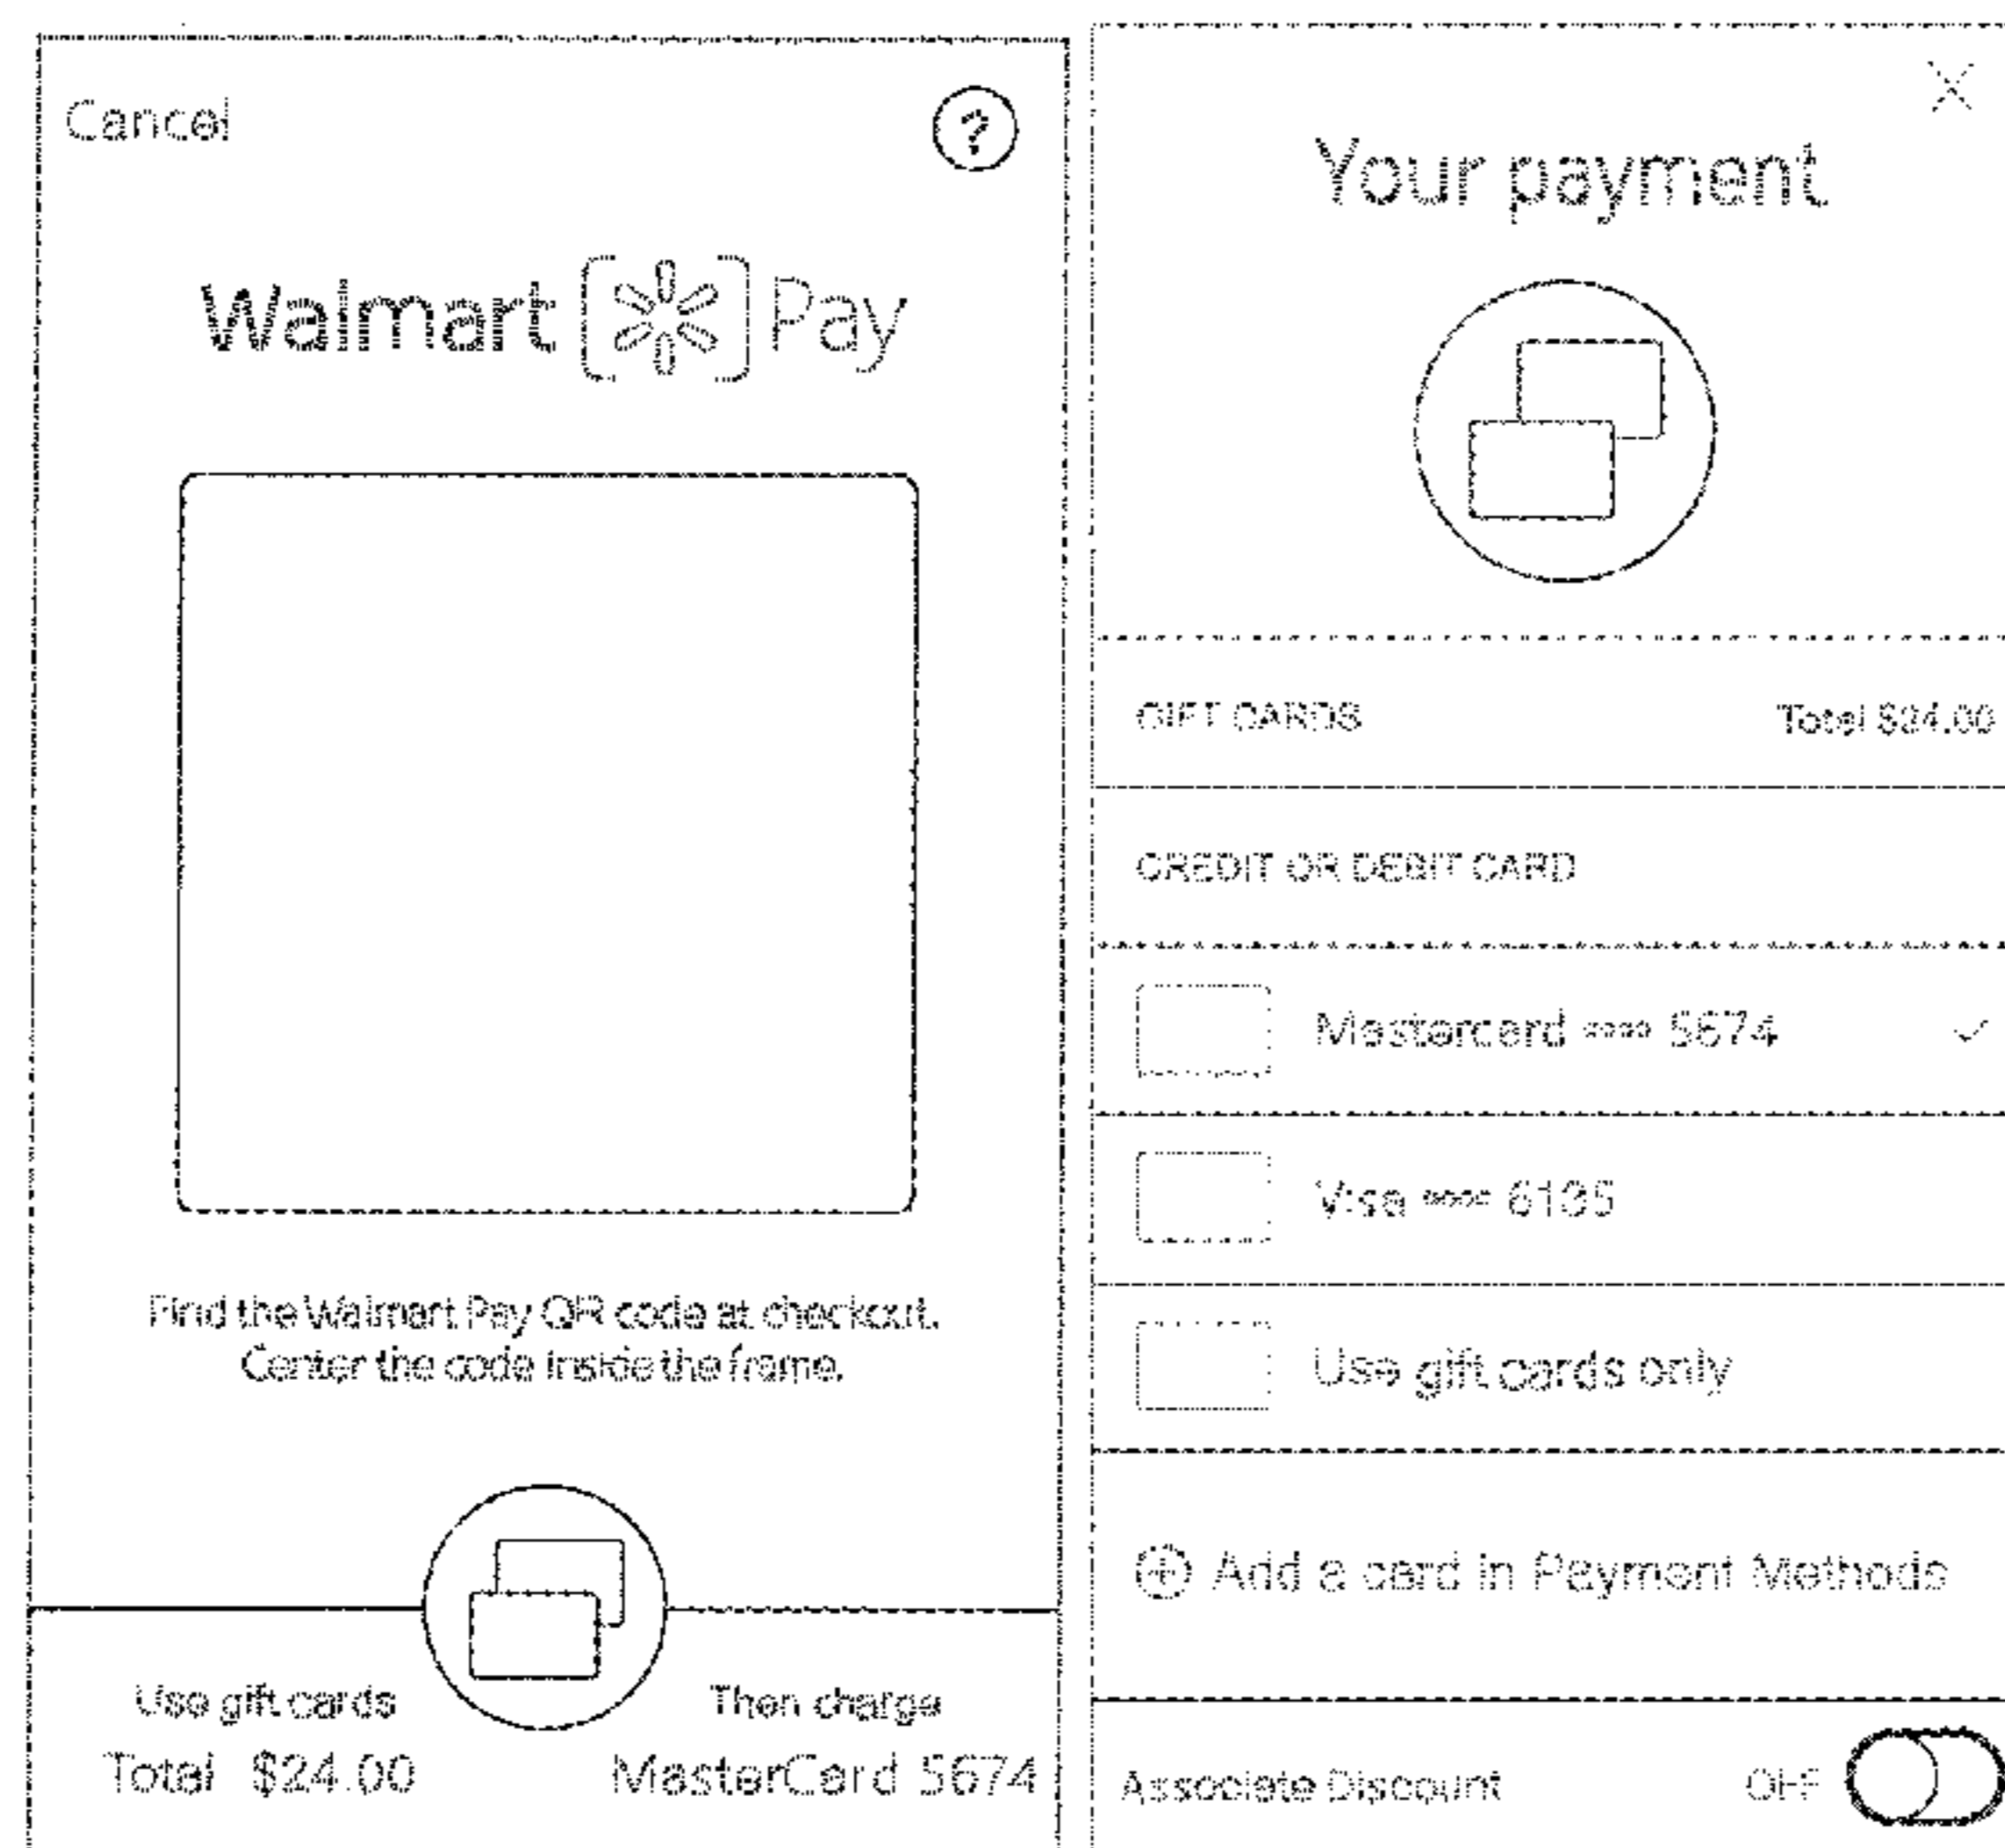 Cancel
?
Walmart Pay
Find the Walmart Pay QR code at checkout.
Center the code inside the frame.
Use gift cards
Total $24.00
Then charge
MasterCard 5674
Your payment
GIFT CARDS Total $24.00
CREDIT OR DEBIT CARD
Mastercard **** 5674
Visa **** 6135
Use gift cards only
Add a card in Payment Methods
Associate Discount OFF